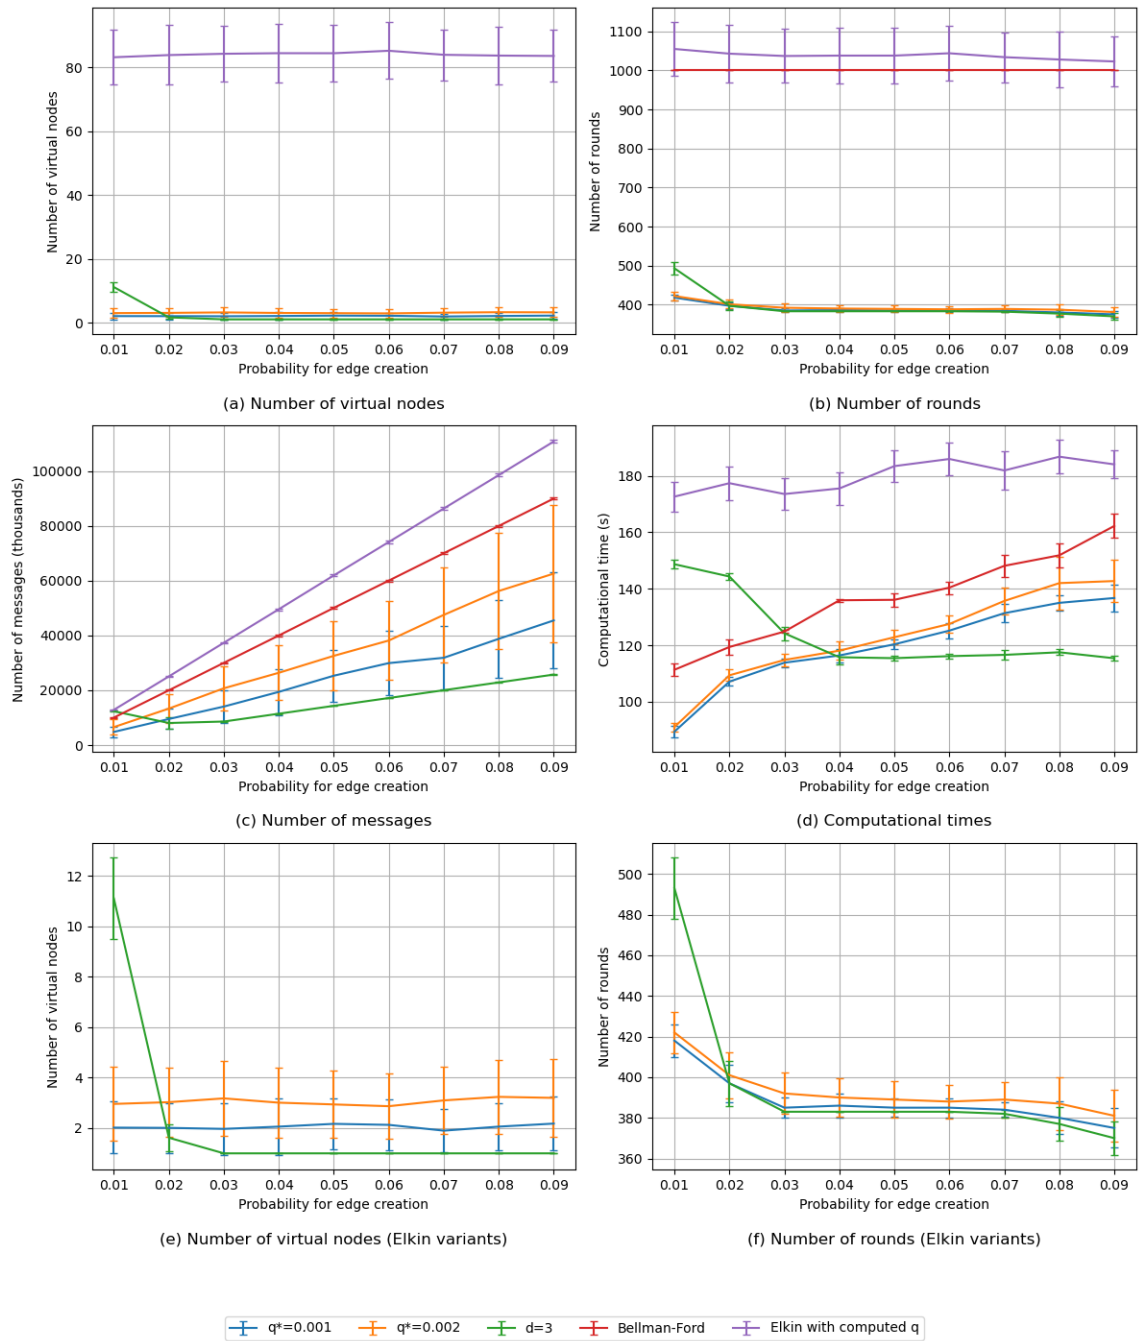 Number of virtual nodes
80
60
40
20
0
0.01 0.02 0.03 0.04 0.05 0.06 0.07 0.08 0.09
Probability for edge creation
(a) Number of virtual nodes
Number of rounds
1100
1000
900
800
700
600
500
400
0.01 0.02 0.03 0.04 0.05 0.06 0.07 0.08 0.09
Probability for edge creation
(b) Number of rounds
Number of messages (thousands)
100000
80000
60000
40000
20000
0
0.01 0.02 0.03 0.04 0.05 0.06 0.07 0.08 0.09
Probability for edge creation
(c) Number of messages
Computational time (s)
180
160
140
120
100
0.01 0.02 0.03 0.04 0.05 0.06 0.07 0.08 0.09
Probability for edge creation
(d) Computational times
Number of virtual nodes
12
10
8
6
4
2
0.01 0.02 0.03 0.04 0.05 0.06 0.07 0.08 0.09
Probability for edge creation
(e) Number of virtual nodes (Elkin variants)
Number of rounds
500
480
460
440
420
400
380
360
0.01 0.02 0.03 0.04 0.05 0.06 0.07 0.08 0.09
Probability for edge creation
(f) Number of rounds (Elkin variants)
q*=0.001 q*=0.002 d=3 Bellman-Ford Elkin with computed q